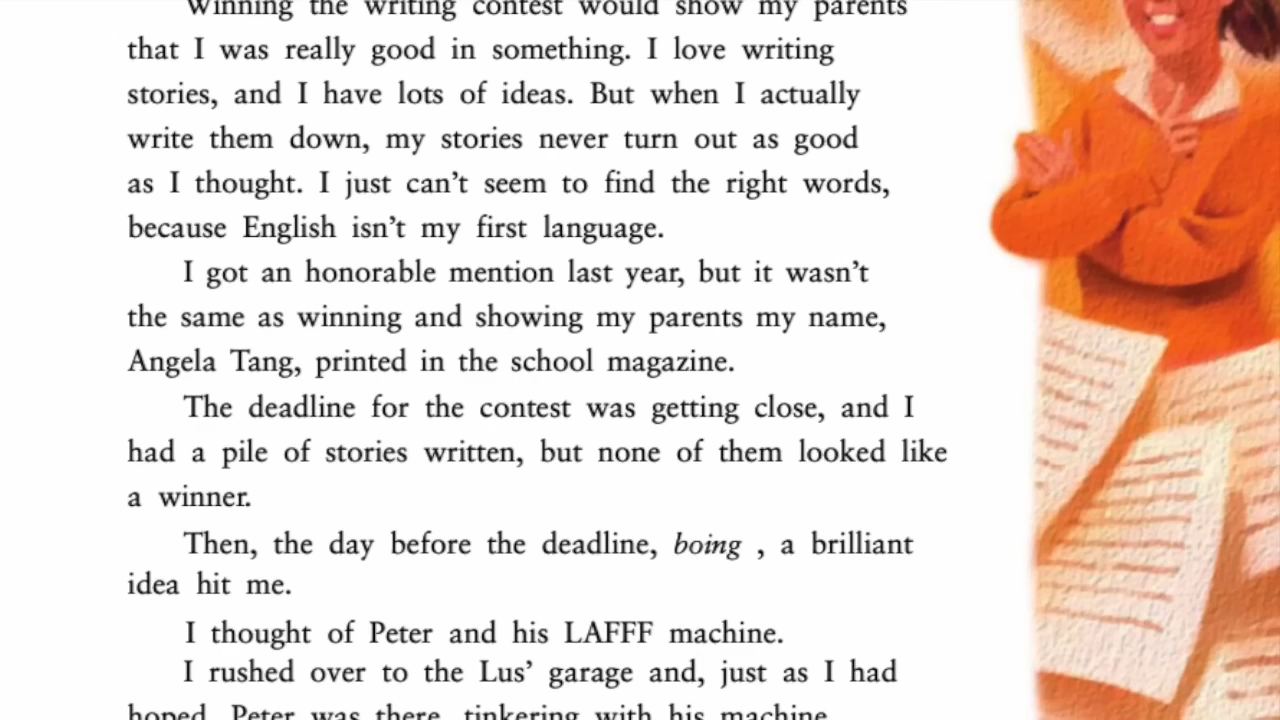 Winning the writing contest would show my parents
that I was really good in something. I love writing
stories, and I have lots of ideas. But when I actually
write them down, my stories never turn out as good
as I thought. I just can’t seem to find the right words,
because English isn’t my first language.
I got an honorable mention last year, but it wasn’t
the same as winning and showing my parents my name,
Angela Tang, printed in the school magazine.
The deadline for the contest was getting close, and I
had a pile of stories written, but none of them looked like
a winner.
Then, the day before the deadline, boing , a brilliant
idea hit me.
I thought of Peter and his LAFFF machine.
I rushed over to the Lus’ garage and, just as I had
hoped, Peter was there, tinkering with his machine.